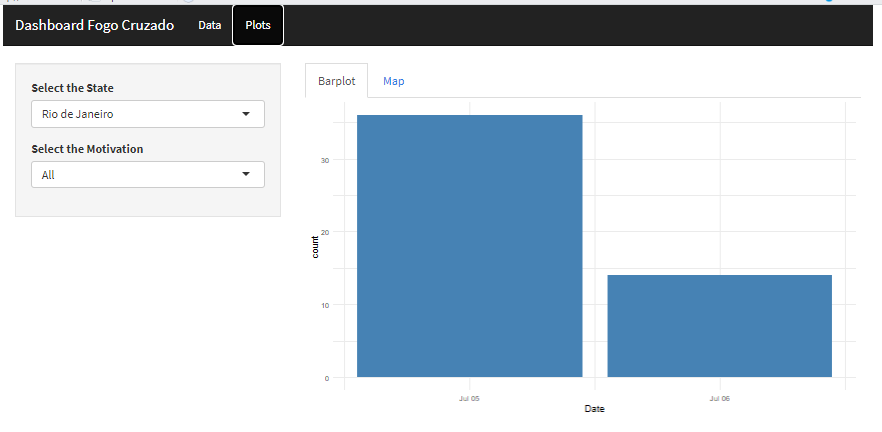 Dashboard Fogo Cruzado Data Plots
Select the State
Rio de Janeiro
Select the Motivation
All
Barplot Map
30
20
10
0
count
Jul 05 Jul 06
Date